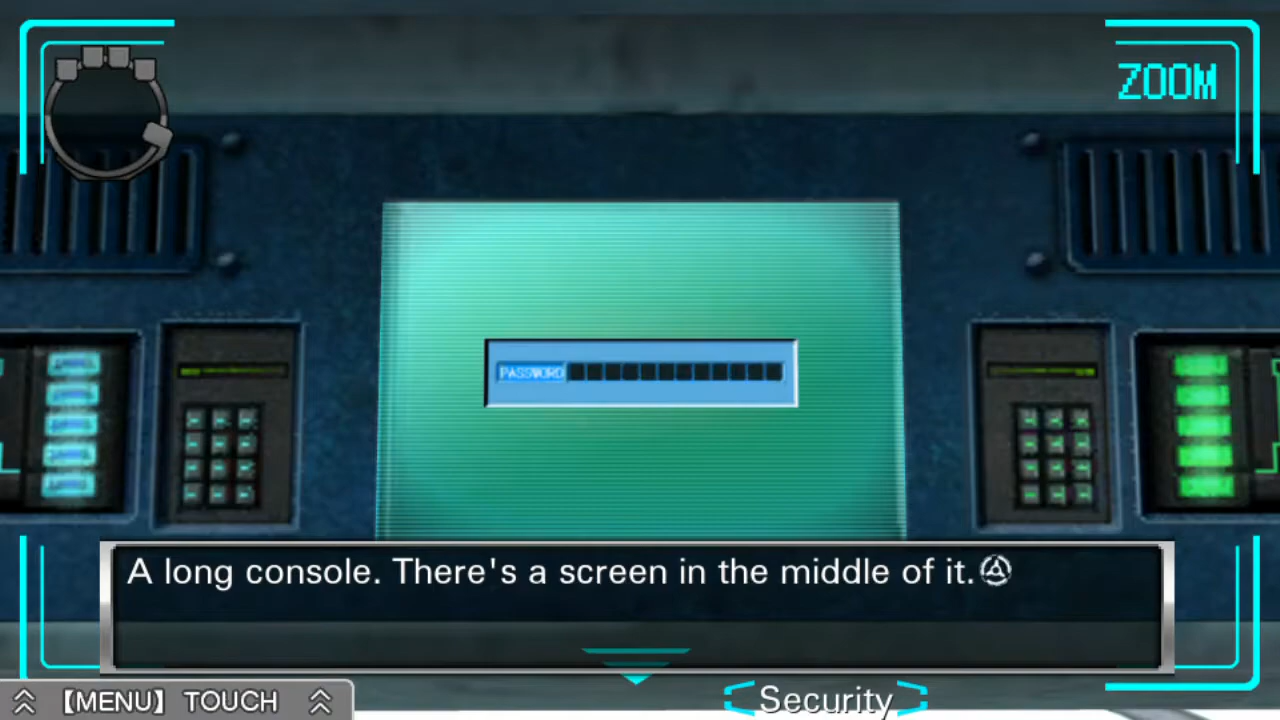 ZOOM
PASSWORD
A long console. There's a screen in the middle of it.
【MENU】 TOUCH
Security